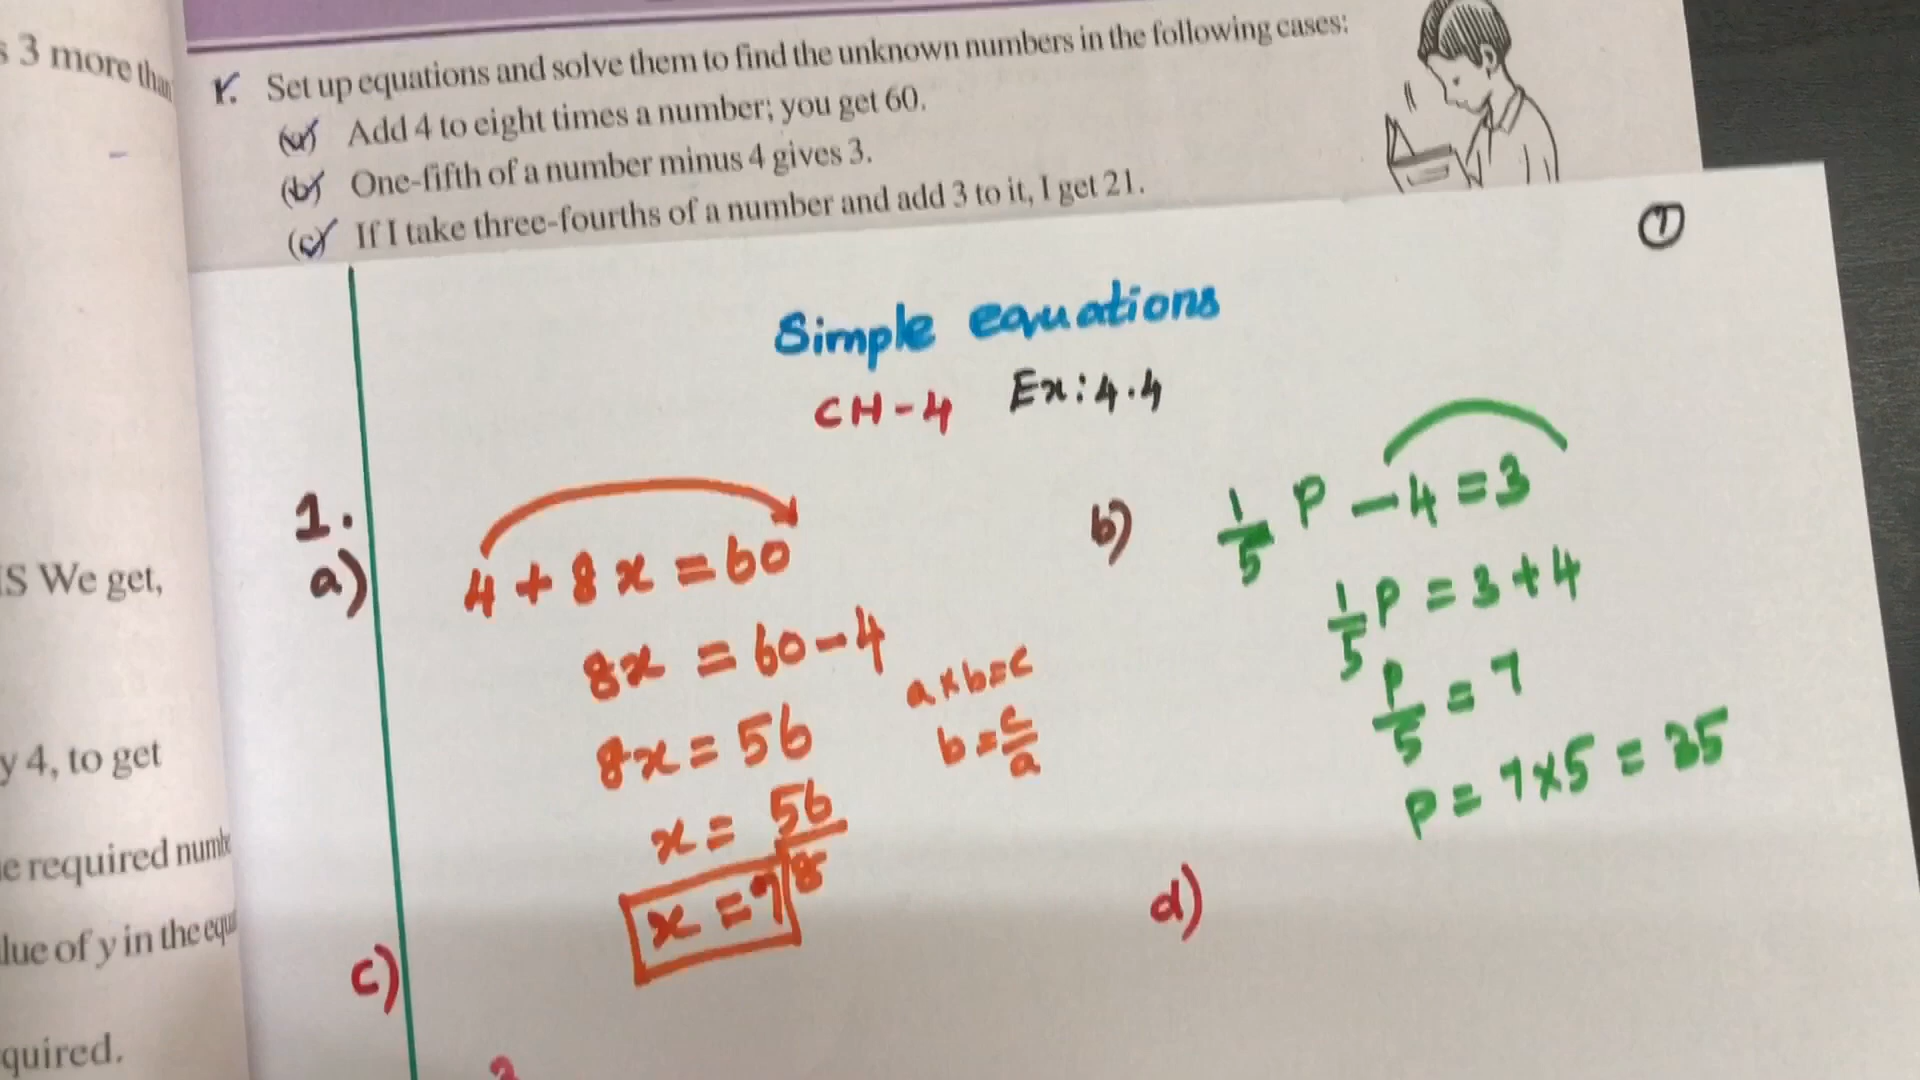 s 3 more than
1. Set up equations and solve them to find the unknown numbers in the following cases:
(a) Add 4 to eight times a number; you get 60.
(b) One-fifth of a number minus 4 gives 3.
(c) If I take three-fourths of a number and add 3 to it, I get 21.
1
Simple equations
CH-4 Ex: 4.4
1.
a) 4 + 8x = 60
8x = 60 - 4
8x = 56
x = 56/8
x = 7
a x b = c
b = c/a
b) 1/5 P - 4 = 3
1/5 P = 3 + 4
P/5 = 7
P = 7 x 5 = 35
c)
d)
IS We get,
y 4, to get
e required
lue of y in the
quired.